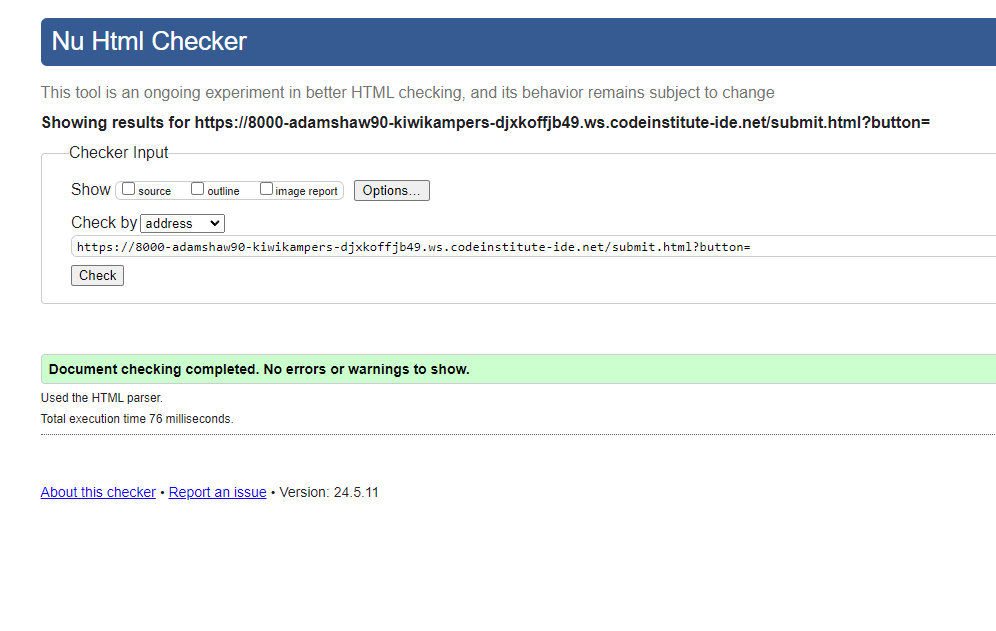 Nu Html Checker
This tool is an ongoing experiment in better HTML checking, and its behavior remains subject to change
Showing results for https://8000-adamshaw90-kiwikampers-djxkoffjb49.ws.codeinstitute-ide.net/submit.html?button=
Checker Input
Show source outline image report Options...
Check by address
https://8000-adamshaw90-kiwikampers-djxkoffjb49.ws.codeinstitute-ide.net/submit.html?button=
Check
Document checking completed. No errors or warnings to show.
Used the HTML parser.
Total execution time 76 milliseconds.
About this checker • Report an issue • Version: 24.5.11